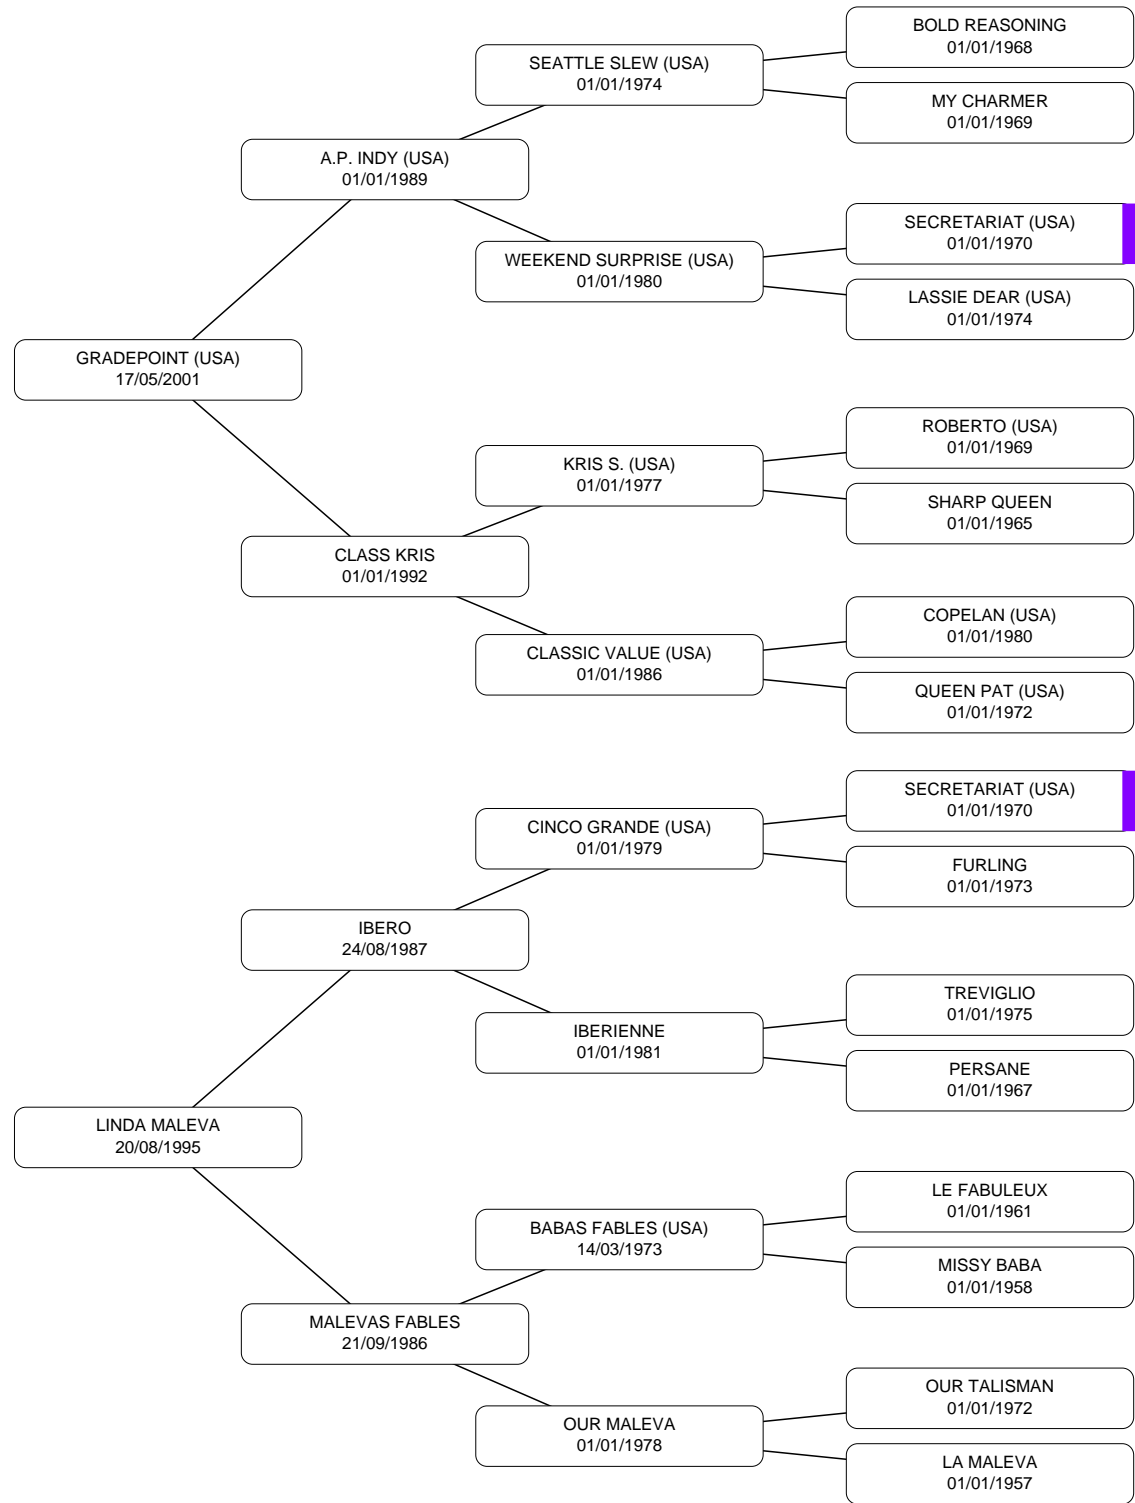 BOLD REASONING
01/01/1968
SEATTLE SLEW (USA)
01/01/1974
MY CHARMER
01/01/1969
A.P. INDY (USA)
01/01/1989
SECRETARIAT (USA)
01/01/1970
WEEKEND SURPRISE (USA)
01/01/1980
LASSIE DEAR (USA)
01/01/1974
GRADEPOINT (USA)
17/05/2001
ROBERTO (USA)
01/01/1969
KRIS S. (USA)
01/01/1977
SHARP QUEEN
01/01/1965
CLASS KRIS
01/01/1992
COPELAN (USA)
01/01/1980
CLASSIC VALUE (USA)
01/01/1986
QUEEN PAT (USA)
01/01/1972
SECRETARIAT (USA)
01/01/1970
CINCO GRANDE (USA)
01/01/1979
FURLING
01/01/1973
IBERO
24/08/1987
TREVIGLIO
01/01/1975
IBERIENNE
01/01/1981
PERSANE
01/01/1967
LINDA MALEVA
20/08/1995
LE FABULEUX
01/01/1961
BABAS FABLES (USA)
14/03/1973
MISSY BABA
01/01/1958
MALEVAS FABLES
21/09/1986
OUR TALISMAN
01/01/1972
OUR MALEVA
01/01/1978
LA MALEVA
01/01/1957